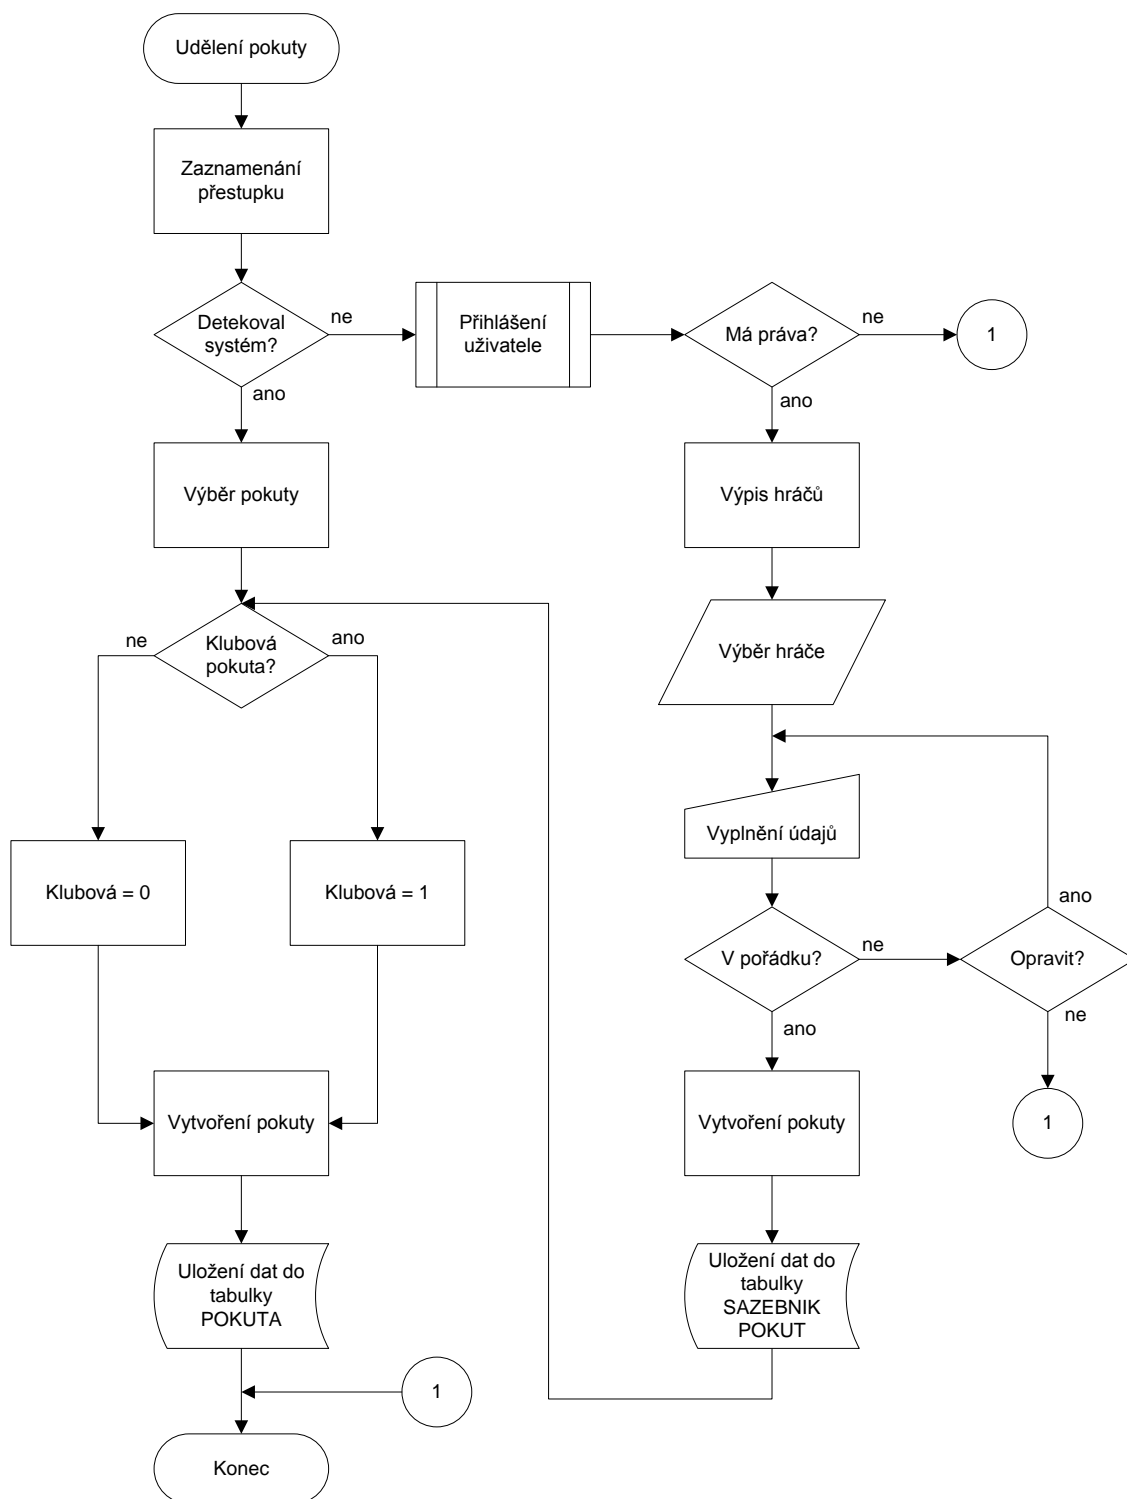 Udělení pokuty
Zaznamenání
přestupku
Detekoval
systém?
ne
ano
Přihlášení
uživatele
Má práva?
ne
ano
1
Výběr pokuty
Výpis hráčů
Klubová
pokuta?
ne
ano
Výběr hráče
Klubová = 0
Klubová = 1
Vyplnění údajů
V pořádku?
ne
ano
Opravit?
ano
ne
1
Vytvoření pokuty
Vytvoření pokuty
Uložení dat do
tabulky
POKUTA
Uložení dat do
tabulky
SAZEBNIK
POKUT
1
Konec